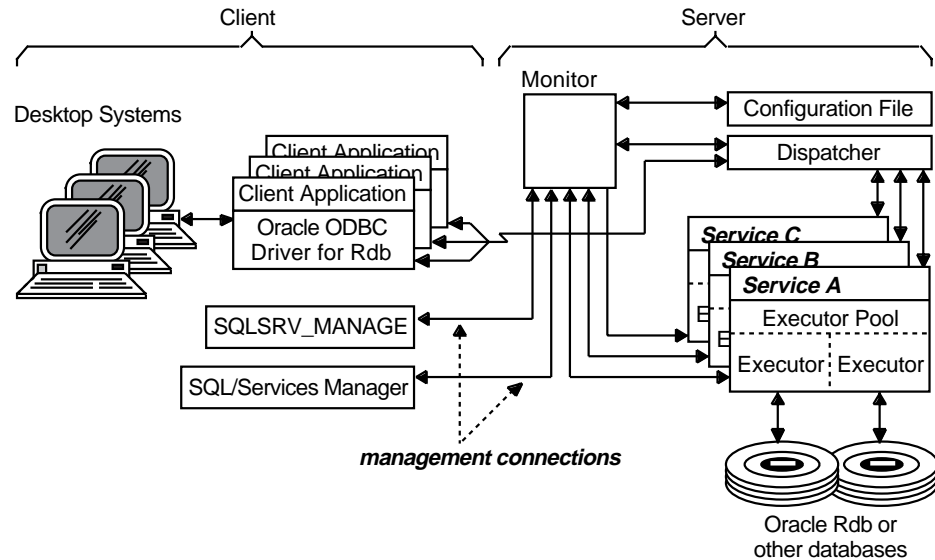 Client
Server
Monitor
Desktop Systems
Configuration File
Dispatcher
Client Application
Client Application
Client Application
Oracle ODBC
Driver for Rdb
Service C
Service B
Service A
Executor Pool
E
E
Executor
Executor
SQLSRV_MANAGE
SQL/Services Manager
management connections
Oracle Rdb or
other databases